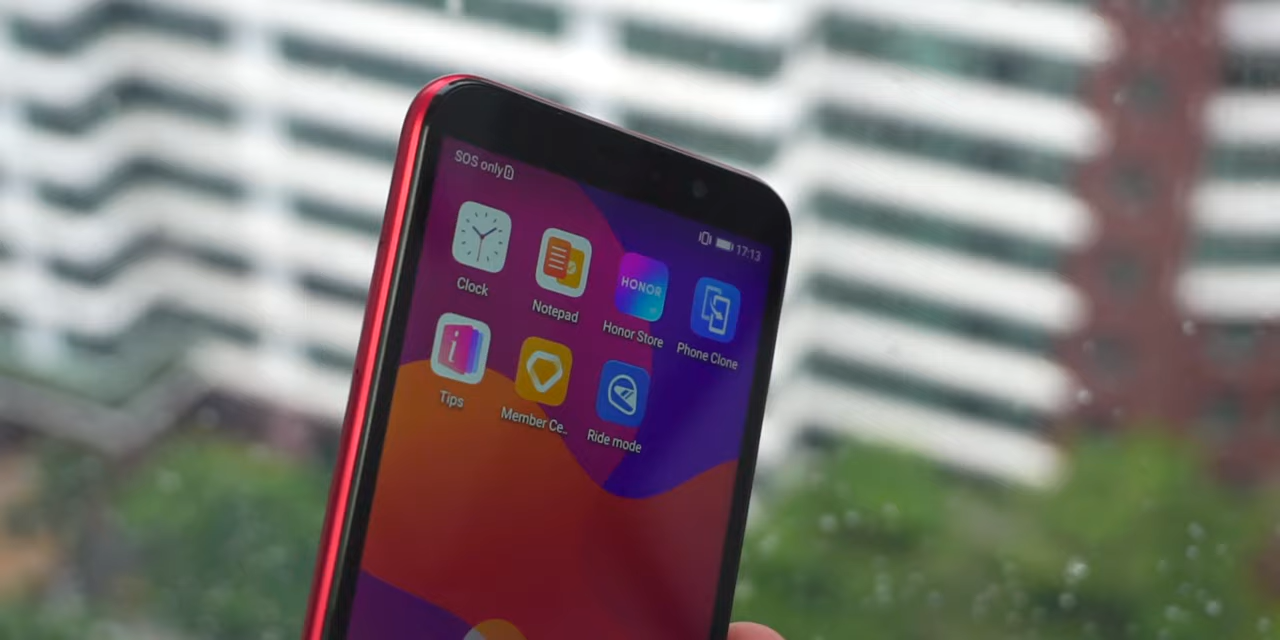 SOS only
17:13
Clock
Notepad
HONOR
Honor Store
Phone Clone
i
Tips
Member Ce...
Ride mode